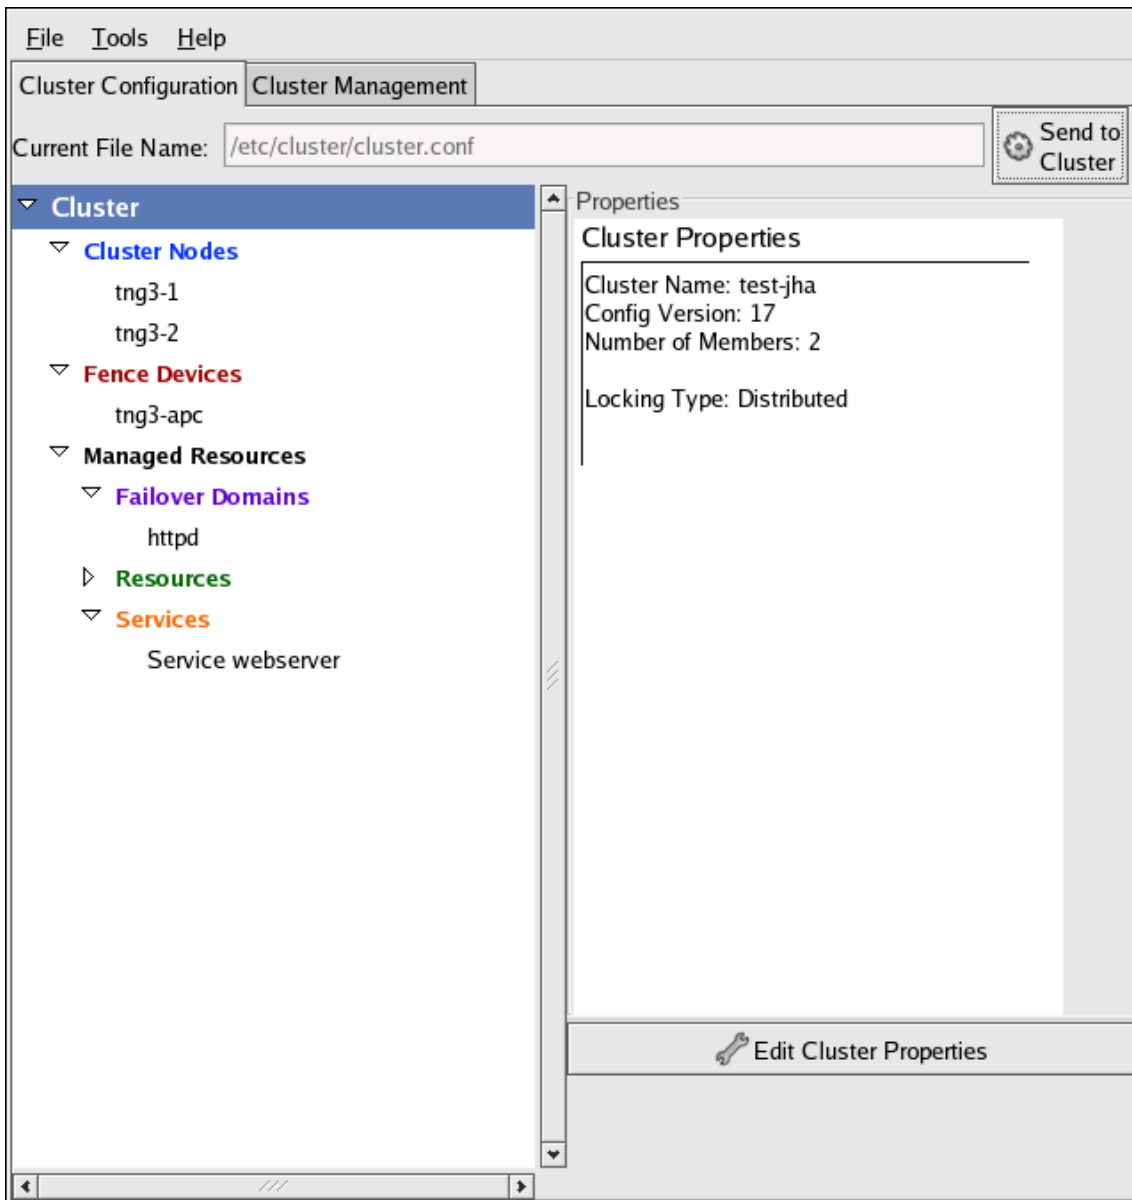 File Tools Help
Cluster Configuration Cluster Management
Current File Name: /etc/cluster/cluster.conf
Send to
Cluster
Cluster
Cluster Nodes
tng3-1
tng3-2
Fence Devices
tng3-apc
Managed Resources
Failover Domains
httpd
Resources
Services
Service webserver
Properties
Cluster Properties
Cluster Name: test-jha
Config Version: 17
Number of Members: 2
Locking Type: Distributed
Edit Cluster Properties